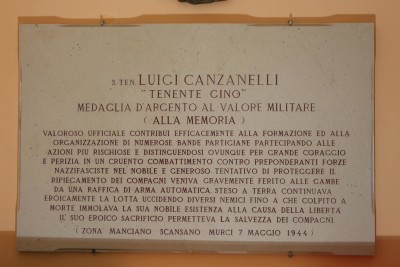 S. TEN. LUIGI CANZANELLI
"TENENTE GINO"
MEDAGLIA D'ARGENTO AL VALORE MILITARE
( ALLA MEMORIA )
VALOROSO UFFICIALE CONTRIBUÌ EFFICACEMENTE ALLA FORMAZIONE ED ALLA
ORGANIZZAZIONE DI NUMEROSE BANDE PARTIGIANE PARTECIPANDO ALLE
AZIONI PIU RISCHIOSE E DISTINGUENDOSI OVUNQUE PER GRANDE CORAGGIO
E PERIZIA. IN UN CRUENTO COMBATTIMENTO CONTRO PREPONDERANTI FORZE
NAZZIFASCISTE NEL NOBILE E GENEROSO TENTATIVO DI PROTEGGERE IL
RIPIEGAMENTO DEI COMPAGNI VENIVA GRAVEMENTE FERITO ALLE GAMBE
DA UNA RAFFICA DI ARMA AUTOMATICA. STESO A TERRA CONTINUAVA
EROICAMENTE LA LOTTA UCCIDENDO DIVERSI NEMICI FINO A CHE COLPITO A
MORTE IMMOLAVA LA SUA NOBILE ESISTENZA ALLA CAUSA DELLA LIBERTÀ
IL SUO EROICO SACRIFICIO PERMETTEVA LA SALVEZZA DEI COMPAGNI.
( ZONA MANCIANO SCANSANO MURCI 7 MAGGIO 1944 )